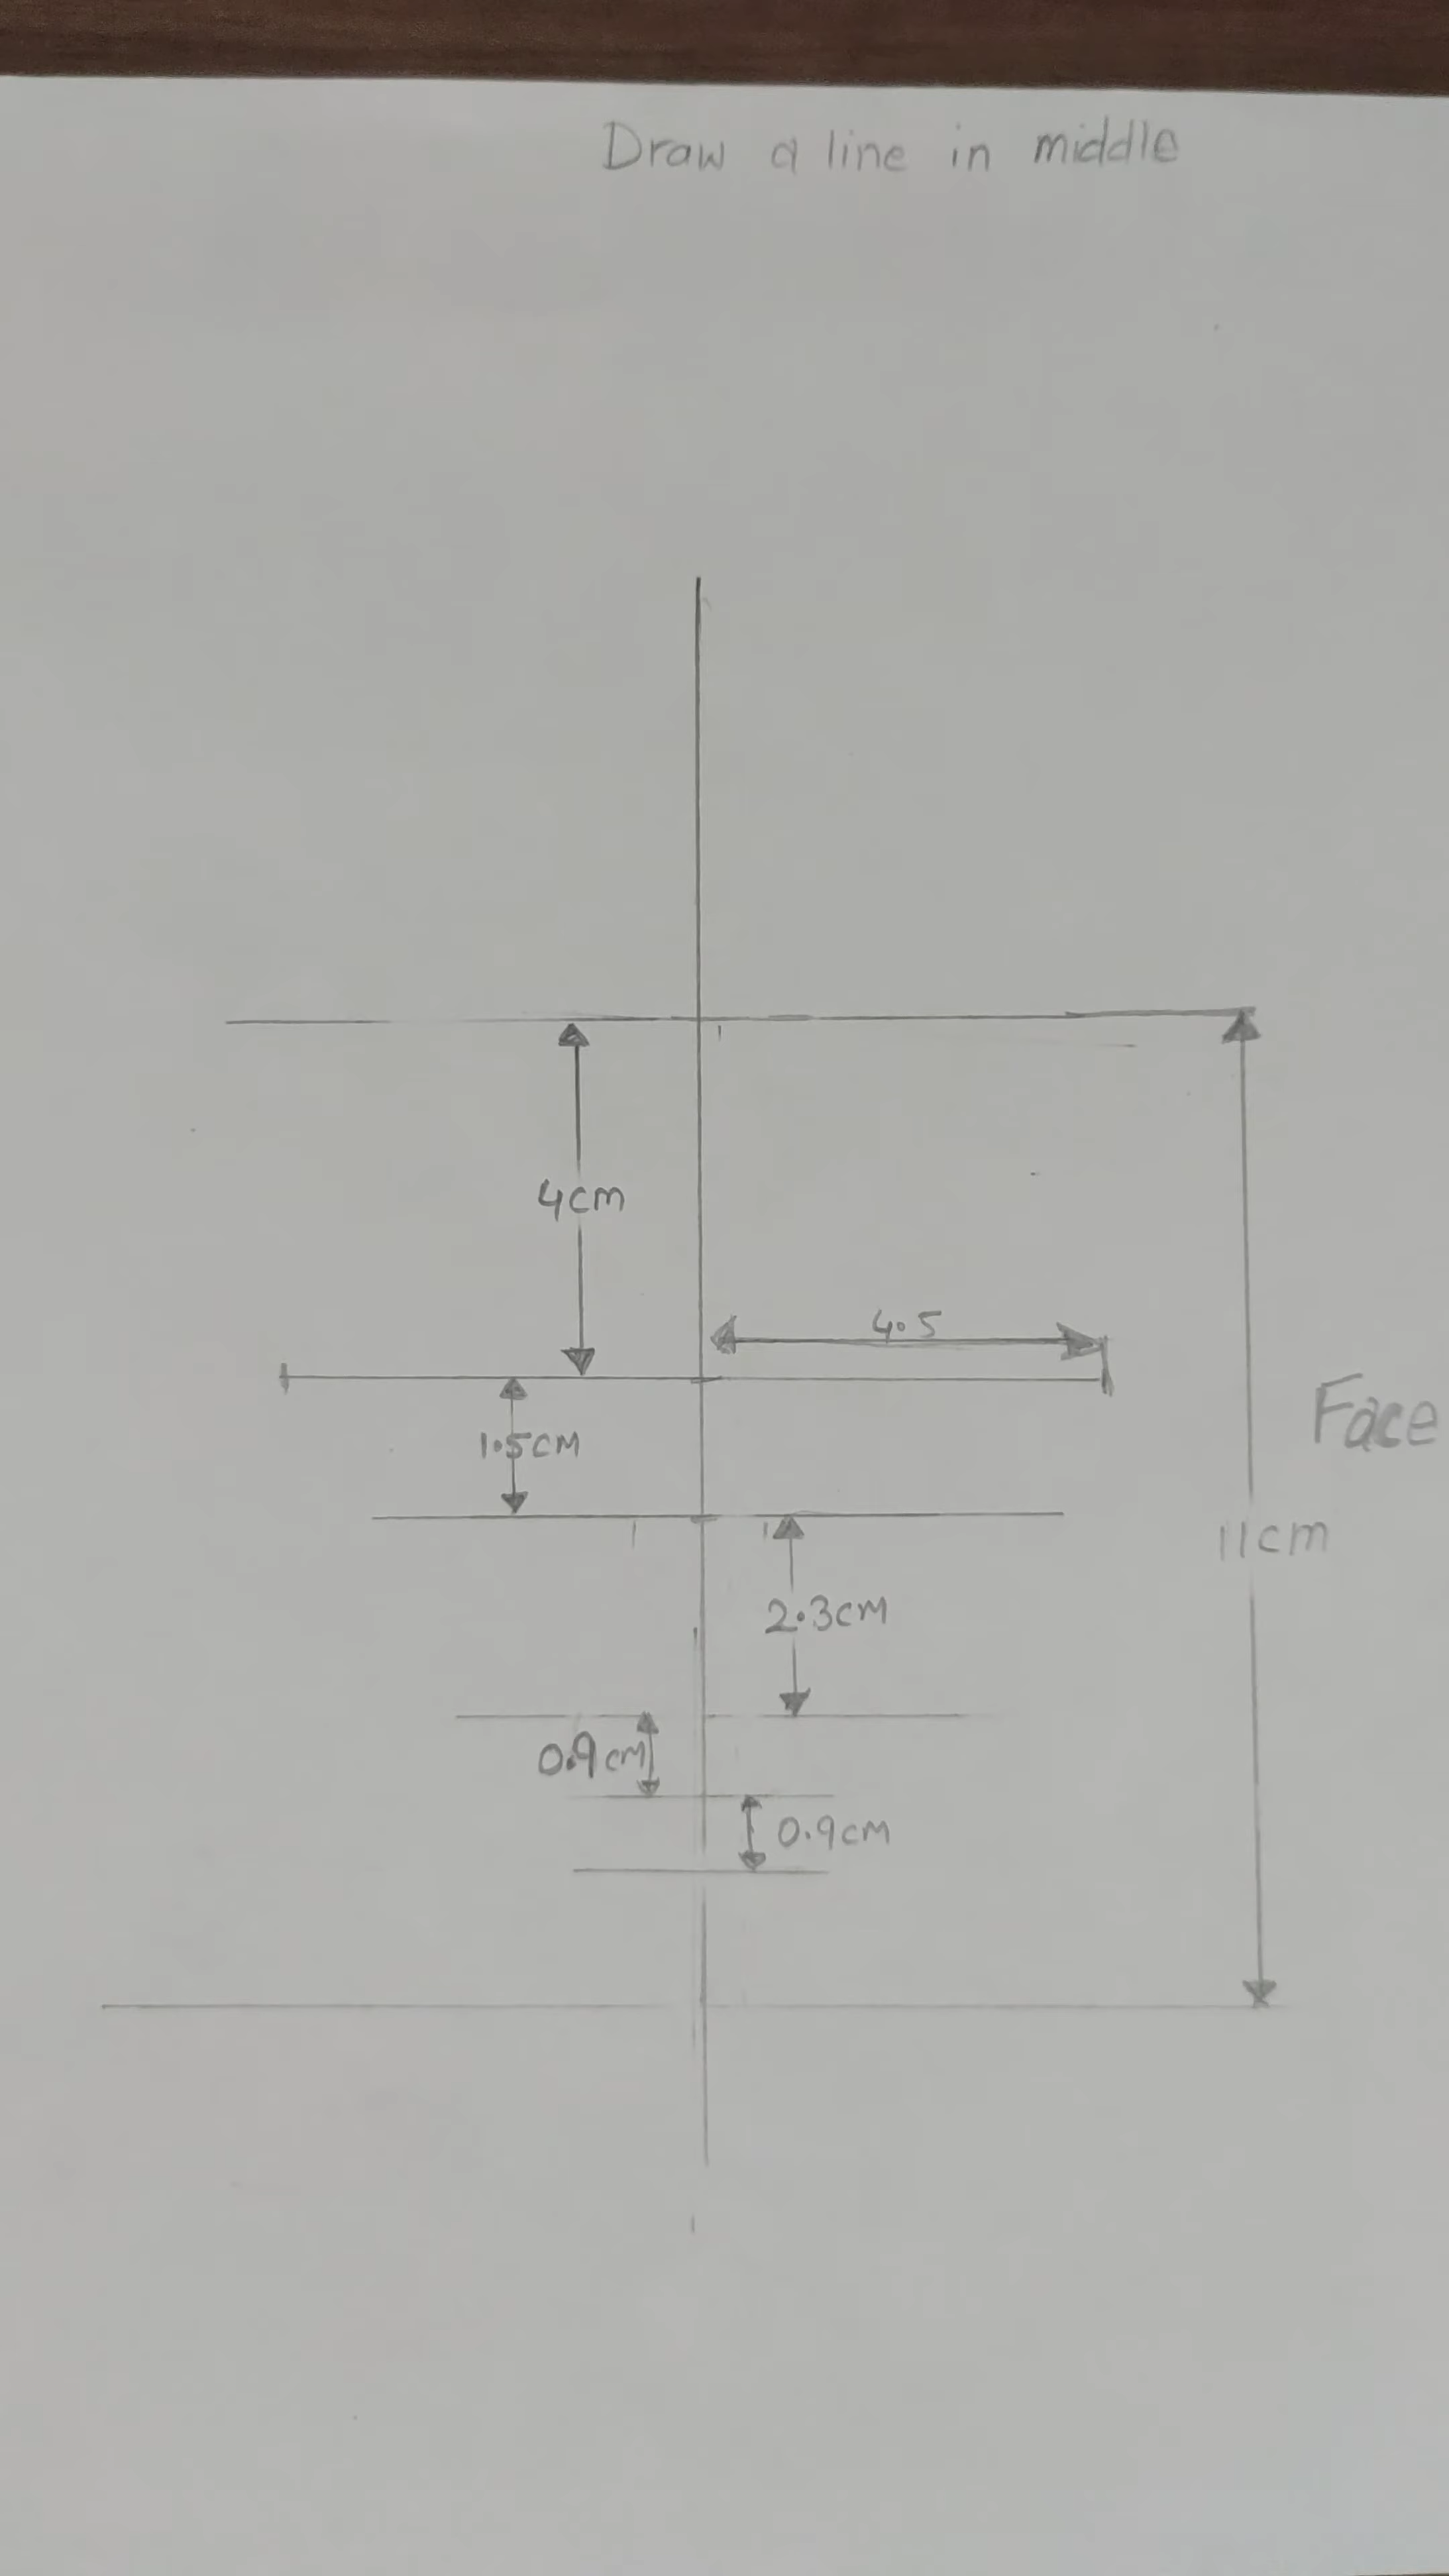 Draw a line in middle
4cm
4.5
1.5cm
Face
11cm
2.3cm
0.9cm
0.9cm